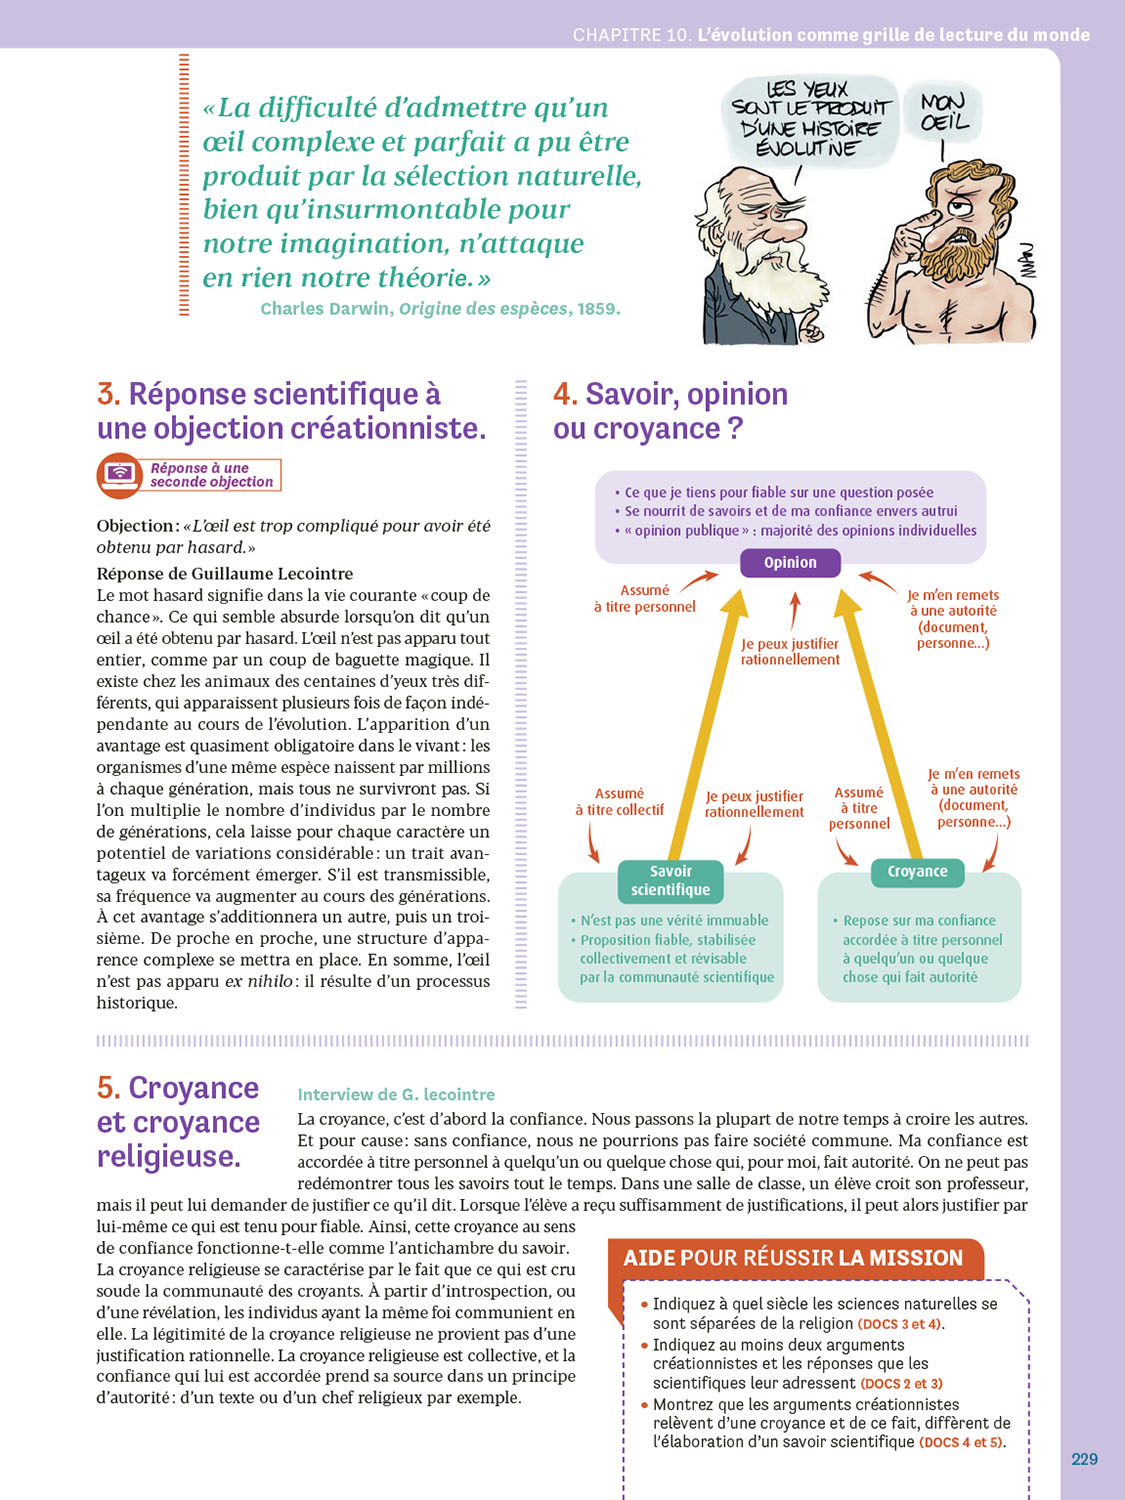 CHAPITRE 10. L'évolution comme grille de lecture du monde
« La difficulté d'admettre qu'un
œil complexe et parfait a pu être
produit par la sélection naturelle,
bien qu'insurmontable pour
notre imagination, n'attaque
en rien notre théorie. »
Charles Darwin, Origine des espèces, 1859.
LES YEUX
SONT LE PRODUIT
D'UNE HISTOIRE
ÉVOLUTIVE
MON
OEIL
3. Réponse scientifique à
une objection créationniste.
Réponse à une
seconde objection
Objection : « L'œil est trop compliqué pour avoir été
obtenu par hasard. »
Réponse de Guillaume Lecointre
Le mot hasard signifie dans la vie courante « coup de
chance ». Ce qui semble absurde lorsqu'on dit qu'un
œil a été obtenu par hasard. L'œil n'est pas apparu tout
entier, comme par un coup de baguette magique. Il
existe chez les animaux des centaines d'yeux très dif-
férents, qui apparaissent plusieurs fois de façon indé-
pendante au cours de l'évolution. L'apparition d'un
avantage est quasiment obligatoire dans le vivant : les
organismes d'une même espèce naissent par millions
à chaque génération, mais tous ne survivront pas. Si
l'on multiplie le nombre d'individus par le nombre
de générations, cela laisse pour chaque caractère un
potentiel de variations considérable : un trait avan-
tageux va forcément émerger. S'il est transmissible,
sa fréquence va augmenter au cours des générations.
À cet avantage s'additionnera un autre, puis un troi-
sième. De proche en proche, une structure d'appa-
rence complexe se mettra en place. En somme, l'œil
n'est pas apparu ex nihilo : il résulte d'un processus
historique.
4. Savoir, opinion
ou croyance ?
• Ce que je tiens pour fiable sur une question posée
• Se nourrit de savoirs et de ma confiance envers autrui
• « opinion publique » : majorité des opinions individuelles
Opinion
Assumé
à titre personnel
Je peux justifier
rationnellement
Je m'en remets
à une autorité
(document,
personne...)
Assumé
à titre collectif
Je peux justifier
rationnellement
Assumé
à titre
personnel
Je m'en remets
à une autorité
(document,
personne...)
Savoir
scientifique
• N'est pas une vérité immuable
• Proposition fiable, stabilisée
collectivement et révisable
par la communauté scientifique
Croyance
• Repose sur ma confiance
accordée à titre personnel
à quelqu'un ou quelque
chose qui fait autorité
5. Croyance
et croyance
religieuse.
Interview de G. lecointre
La croyance, c'est d'abord la confiance. Nous passons la plupart de notre temps à croire les autres.
Et pour cause : sans confiance, nous ne pourrions pas faire société commune. Ma confiance est
accordée à titre personnel à quelqu'un ou quelque chose qui, pour moi, fait autorité. On ne peut pas
redémontrer tous les savoirs tout le temps. Dans une salle de classe, un élève croit son professeur,
mais il peut lui demander de justifier ce qu'il dit. Lorsque l'élève a reçu suffisamment de justifications, il peut alors justifier par
lui-même ce qui est tenu pour fiable. Ainsi, cette croyance au sens
de confiance fonctionne-t-elle comme l'antichambre du savoir.
La croyance religieuse se caractérise par le fait que ce qui est cru
soude la communauté des croyants. À partir d'introspection, ou
d'une révélation, les individus ayant la même foi communient en
elle. La légitimité de la croyance religieuse ne provient pas d'une
justification rationnelle. La croyance religieuse est collective, et la
confiance qui lui est accordée prend sa source dans un principe
d'autorité : d'un texte ou d'un chef religieux par exemple.
AIDE POUR RÉUSSIR LA MISSION
• Indiquez à quel siècle les sciences naturelles se
sont séparées de la religion (DOCS 3 et 4).
• Indiquez au moins deux arguments
créationnistes et les réponses que les
scientifiques leur adressent (DOCS 2 et 3)
• Montrez que les arguments créationnistes
relèvent d'une croyance et de ce fait, diffèrent de
l'élaboration d'un savoir scientifique (DOCS 4 et 5).
229